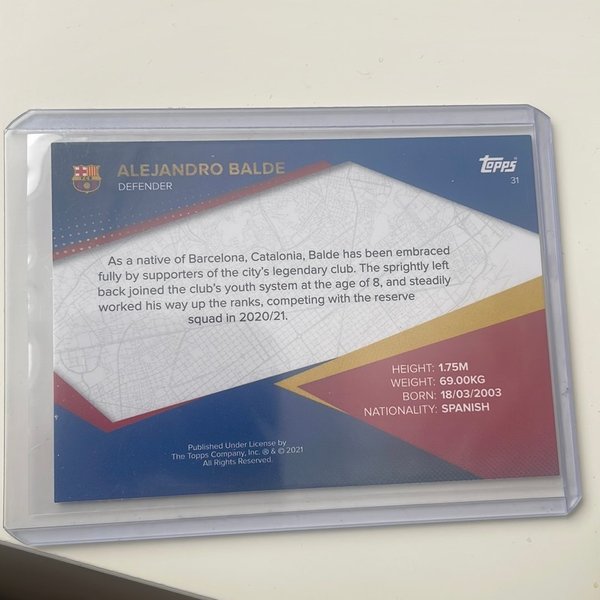 ALEJANDRO BALDE
DEFENDER
topps
31
As a native of Barcelona, Catalonia, Balde has been embraced
fully by supporters of the city's legendary club. The sprightly left
back joined the club's youth system at the age of 8, and steadily
worked his way up the ranks, competing with the reserve
squad in 2020/21.
HEIGHT: 1.75M
WEIGHT: 69.00KG
BORN: 18/03/2003
NATIONALITY: SPANISH
Published Under License by
The Topps Company, Inc. ® & © 2021
All Rights Reserved.